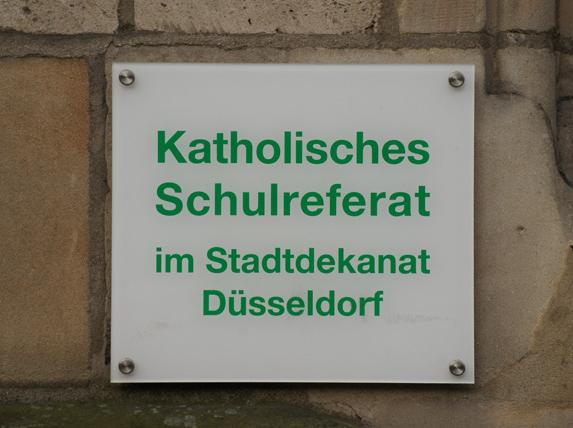 Katholisches
Schulreferat
im Stadtdekanat
Düsseldorf